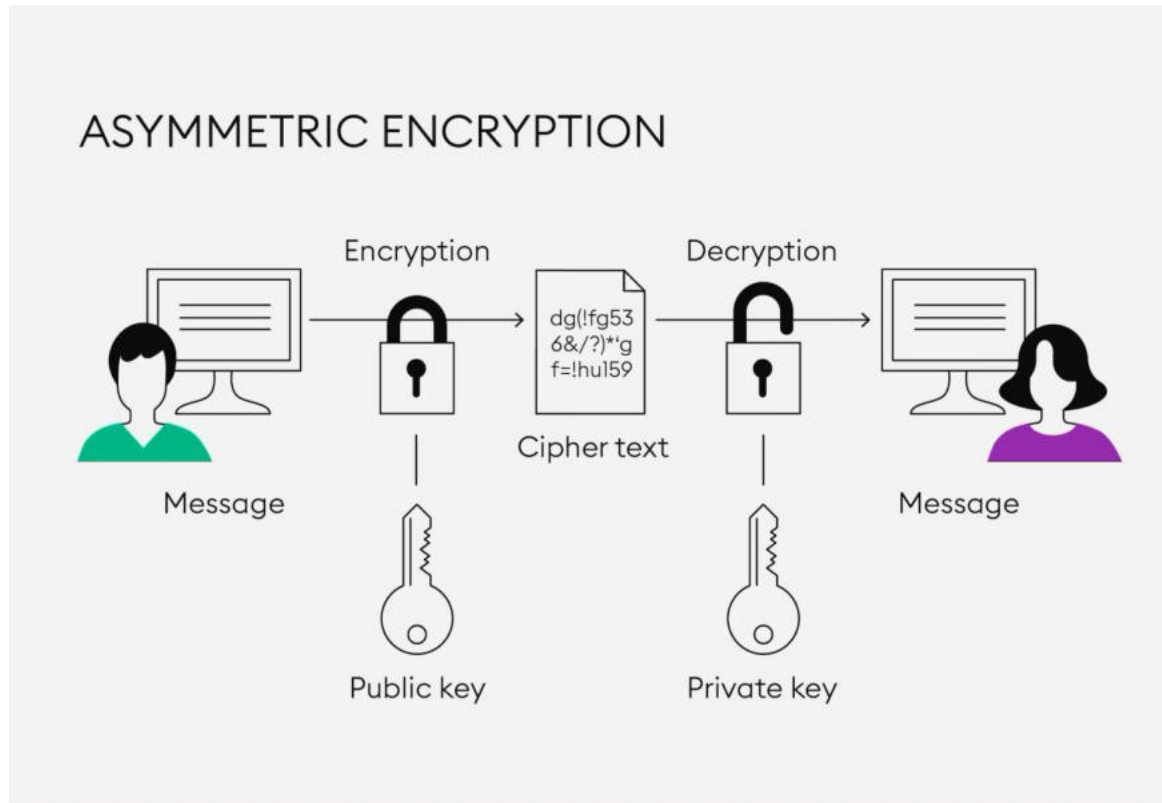 ASYMMETRIC ENCRYPTION
Encryption
Decryption
dg(!fg53
6&/?)*‘g
f=!hu159
Cipher text
Message
Message
Public key
Private key